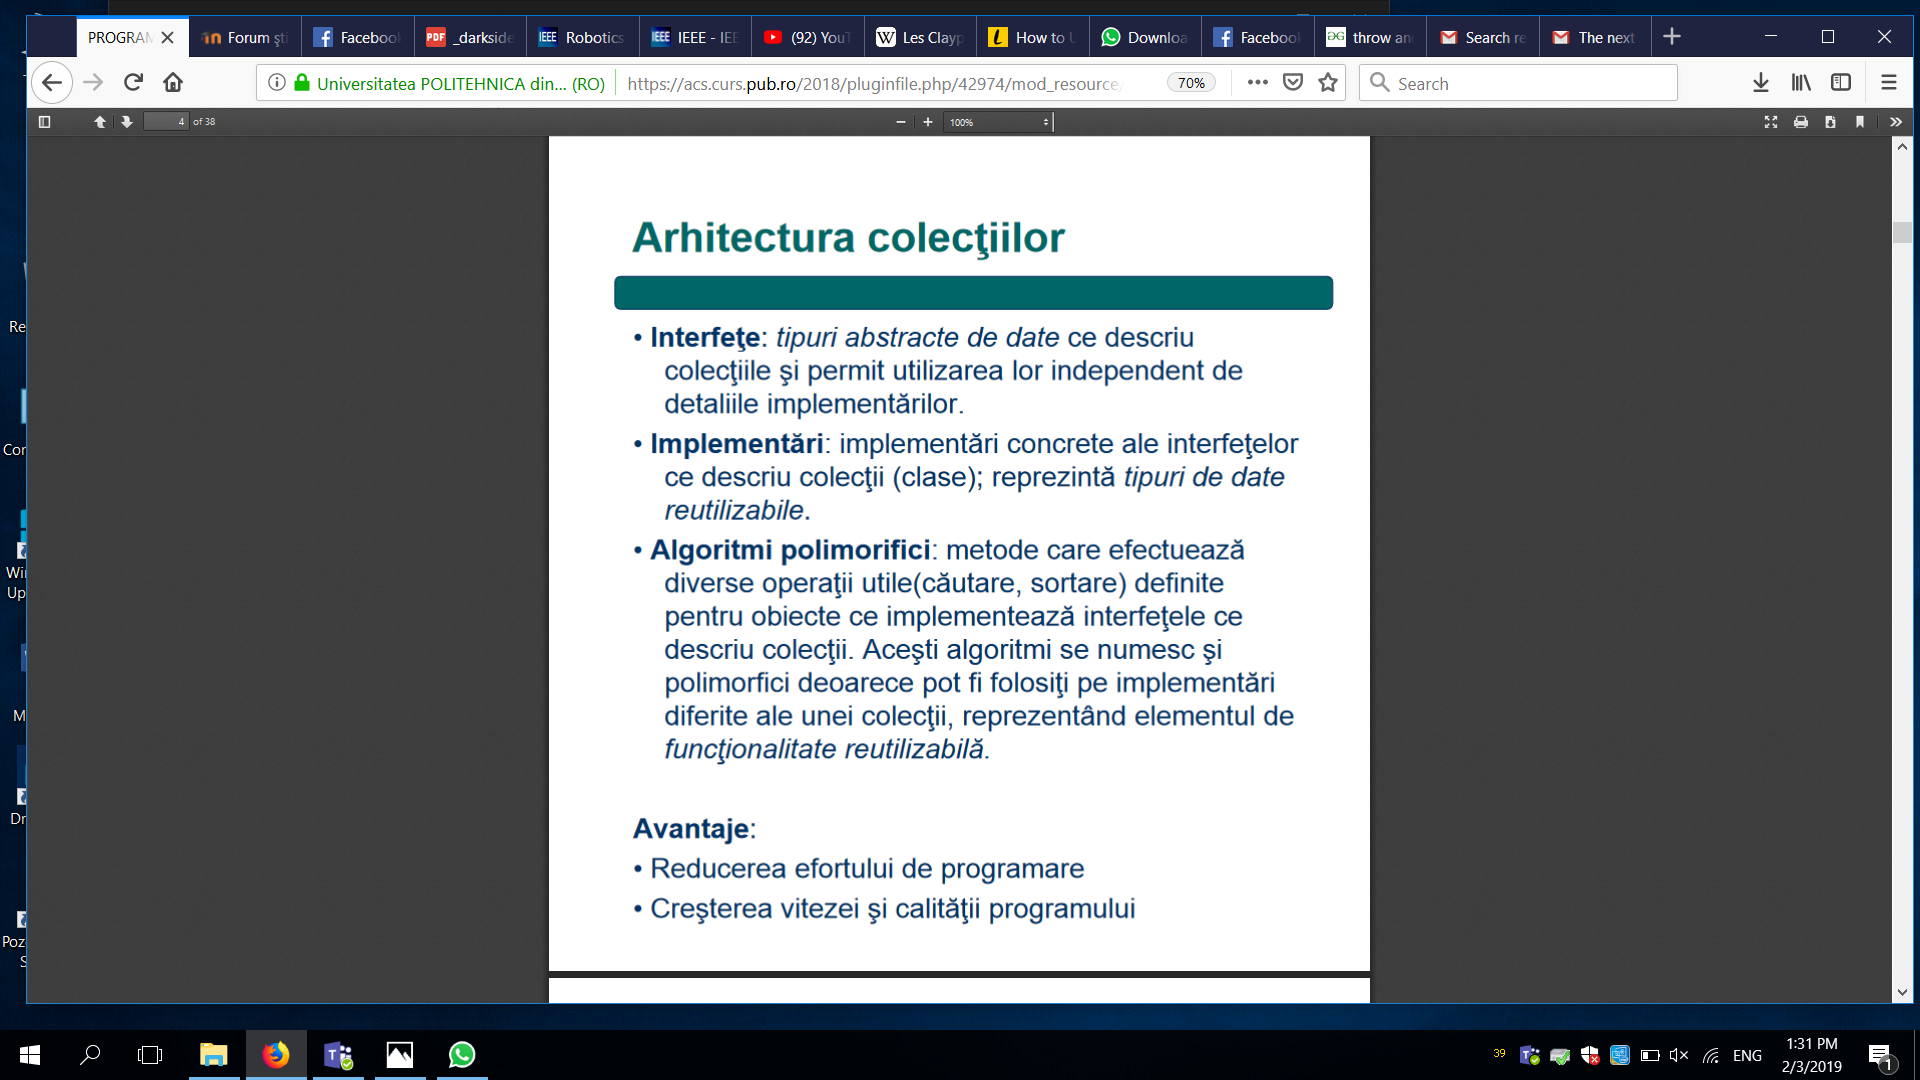 PROGRAM
Forum şti
Facebook
_darkside
Robotics
IEEE - IEE
(92) YouT
Les Clayp
How to U
Downloa
Facebook
throw an
Search re
The next
Universitatea POLITEHNICA din... (RO)
https://acs.curs.pub.ro/2018/pluginfile.php/42974/mod_resource/
70%
Search
4 of 38
100%
Arhitectura colecţiilor
• Interfeţe: tipuri abstracte de date ce descriu
colecţiile şi permit utilizarea lor independent de
detaliile implementărilor.
• Implementări: implementări concrete ale interfeţelor
ce descriu colecţii (clase); reprezintă tipuri de date
reutilizabile.
• Algoritmi polimorifici: metode care efectuează
diverse operaţii utile(căutare, sortare) definite
pentru obiecte ce implementează interfeţele ce
descriu colecţii. Aceşti algoritmi se numesc şi
polimorfici deoarece pot fi folosiţi pe implementări
diferite ale unei colecţii, reprezentând elementul de
funcţionalitate reutilizabilă.
Avantaje:
• Reducerea efortului de programare
• Creşterea vitezei şi calităţii programului
Re
Cor
Wi
Up
M
Dr
Poz
S
39
ENG
1:31 PM
2/3/2019
1